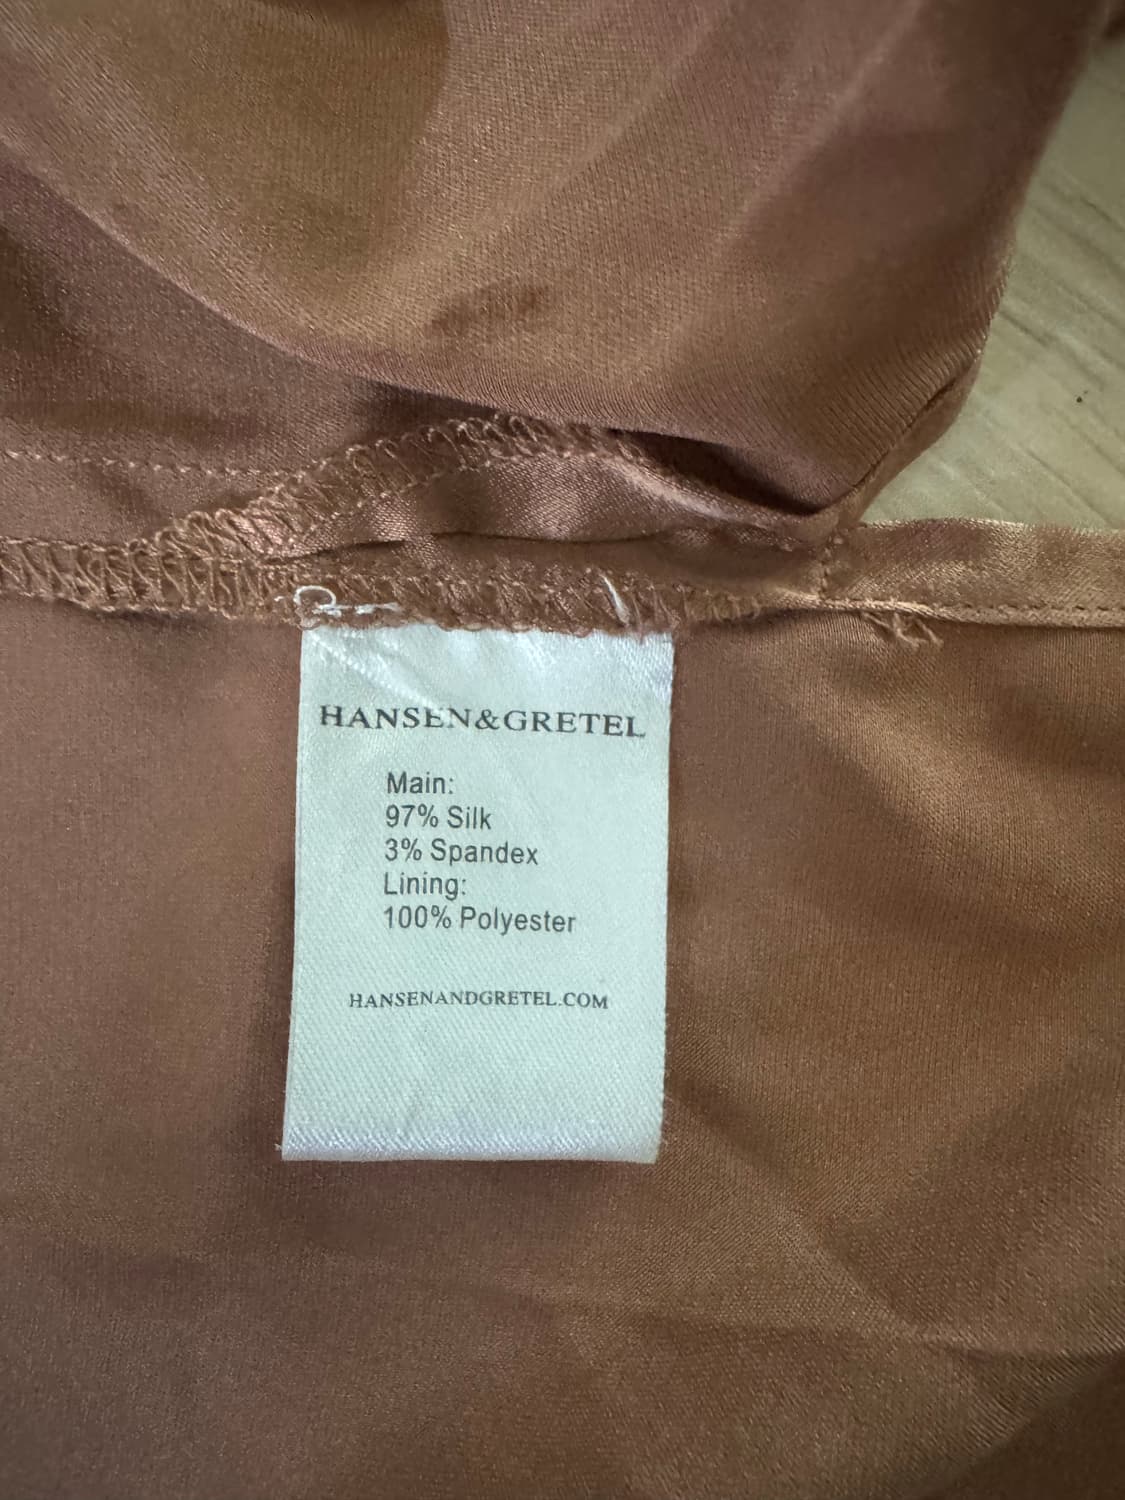 HANSEN&GRETEL
Main:
97% Silk
3% Spandex
Lining:
100% Polyester
HANSENANDGRETEL.COM